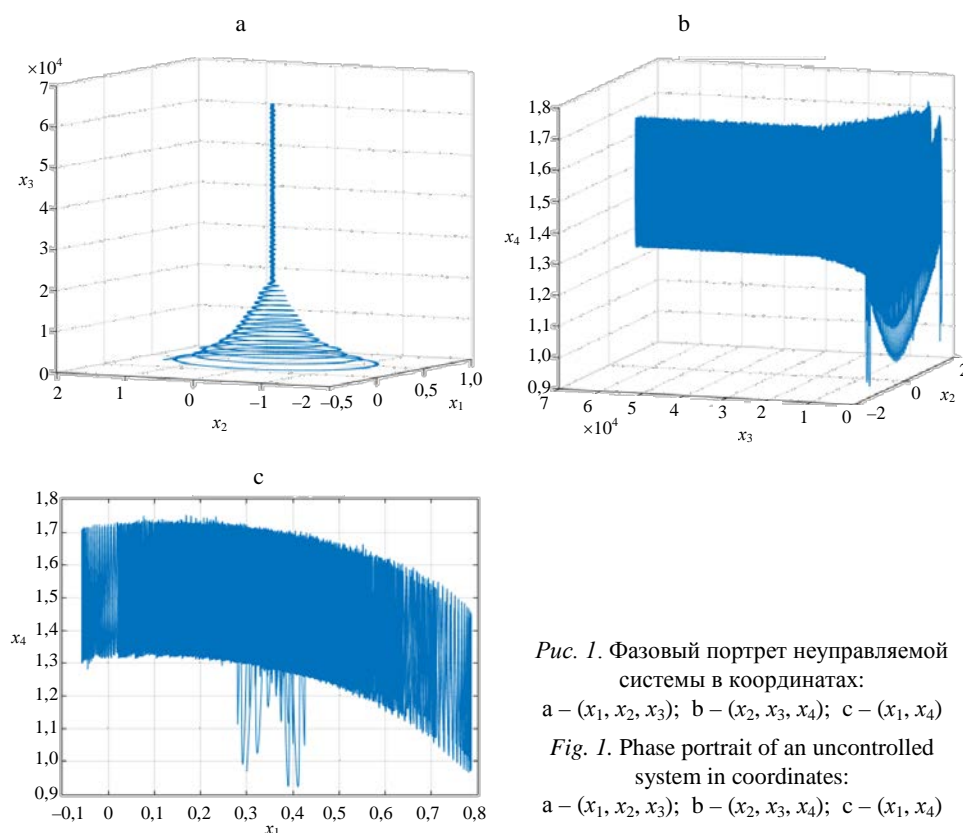 a
×10⁴
7
6
5
x₃
4
3
2
1
0
2 1 0 –1 –2 –0,5 0 0,5 1,0
x₂
x₁
b
1,8
1,7
1,6
1,5
x₄
1,4
1,3
1,2
1,1
1,0
0,9
7 6 5 4 3 2 1 0 –2 0 2
×10⁴
x₃
x₂
c
1,8
1,7
1,6
1,5
x₄
1,4
1,3
1,2
1,1
1,0
0,9
–0,1 0 0,1 0,2 0,3 0,4 0,5 0,6 0,7 0,8
x₁
Рис. 1. Фазовый портрет неуправляемой
системы в координатах:
a – (x₁, x₂, x₃); b – (x₂, x₃, x₄); c – (x₁, x₄)
Fig. 1. Phase portrait of an uncontrolled
system in coordinates:
a – (x₁, x₂, x₃); b – (x₂, x₃, x₄); c – (x₁, x₄)